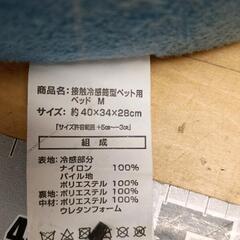 商品名：接触冷感筒型ペット用
ベッド M
サイズ：約40×34×28cm
「サイズ許容範囲 +5cm〜−3cm」
組成
表地：冷感部分
ナイロン 100%
パイル地
ポリエステル 100%
裏地：ポリエステル 100%
中材：ポリエステル 100%
ウレタンフォーム